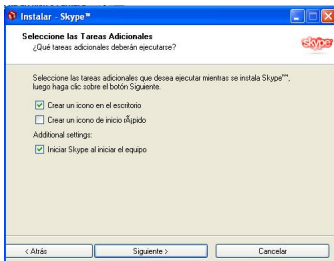 Instalar - Skype™
Seleccione las Tareas Adicionales
¿Qué tareas adicionales deberán ejecutarse?
skype
Seleccione las tareas adicionales que desea ejecutar mientras se instala Skype™,
luego haga clic sobre el botón Siguiente.
Crear un icono en el escritorio
Crear un icono de inicio rÃ¡pido
Additional settings:
Iniciar Skype al iniciar el equipo
< Atrás
Siguiente >
Cancelar